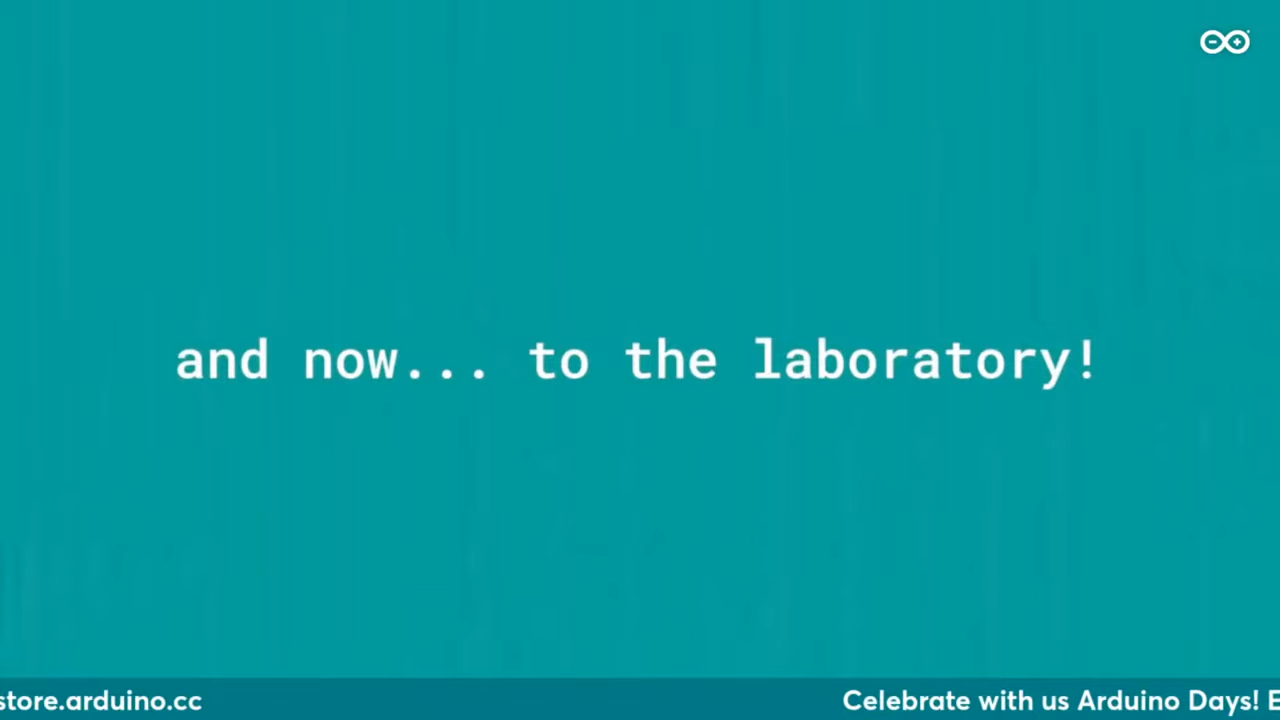 and now... to the laboratory!
store.arduino.cc
Celebrate with us Arduino Days! E